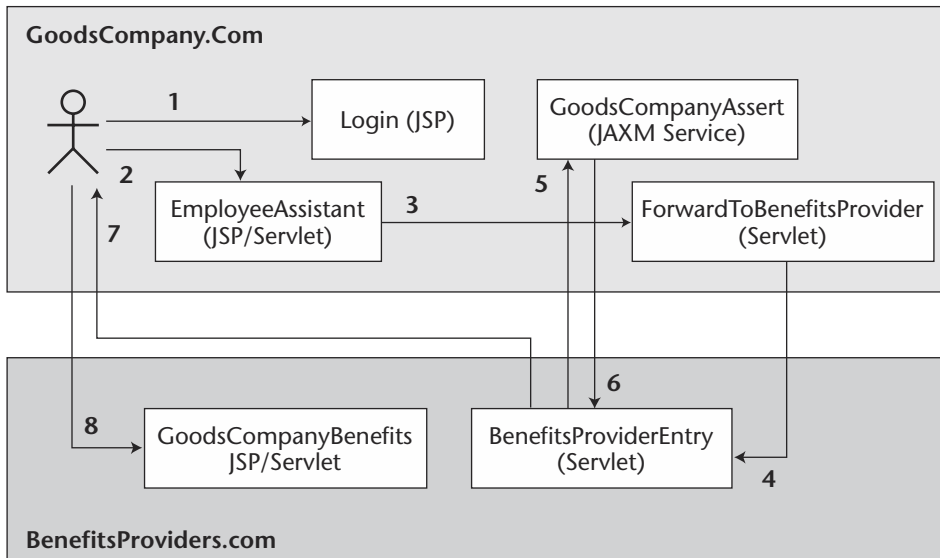 GoodsCompany.Com
1
Login (JSP)
GoodsCompanyAssert
(JAXM Service)
2
5
EmployeeAssistant
(JSP/Servlet)
3
ForwardToBenefitsProvider
(Servlet)
7
6
8
GoodsCompanyBenefits
JSP/Servlet
BenefitsProviderEntry
(Servlet)
4
BenefitsProviders.com